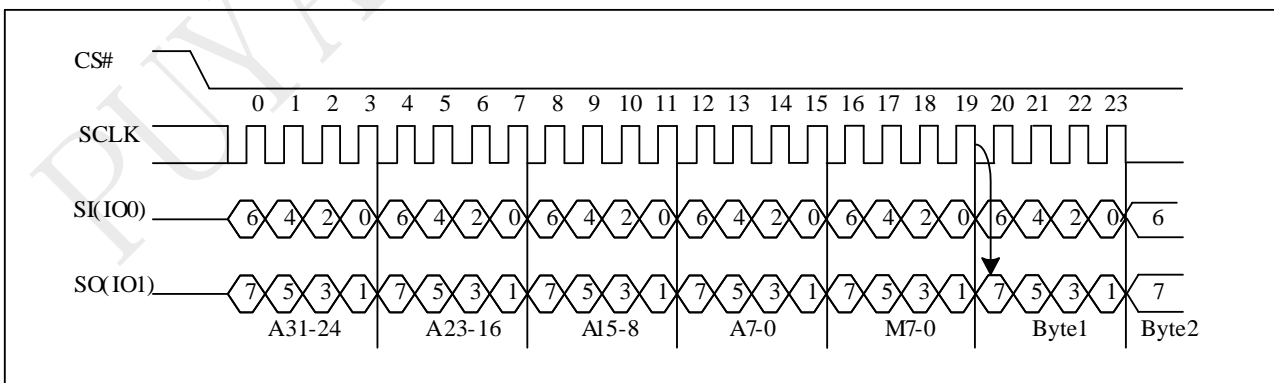 PUYA
CS#
0 1 2 3 4 5 6 7 8 9 10 11 12 13 14 15 16 17 18 19 20 21 22 23
SCLK
SI(IO0) 6 4 2 0 6 4 2 0 6 4 2 0 6 4 2 0 6 4 2 0 6 4 2 0 6
SO(IO1) 7 5 3 1 7 5 3 1 7 5 3 1 7 5 3 1 7 5 3 1 7 5 3 1 7
A31-24 A23-16 A15-8 A7-0 M7-0 Byte1 Byte2